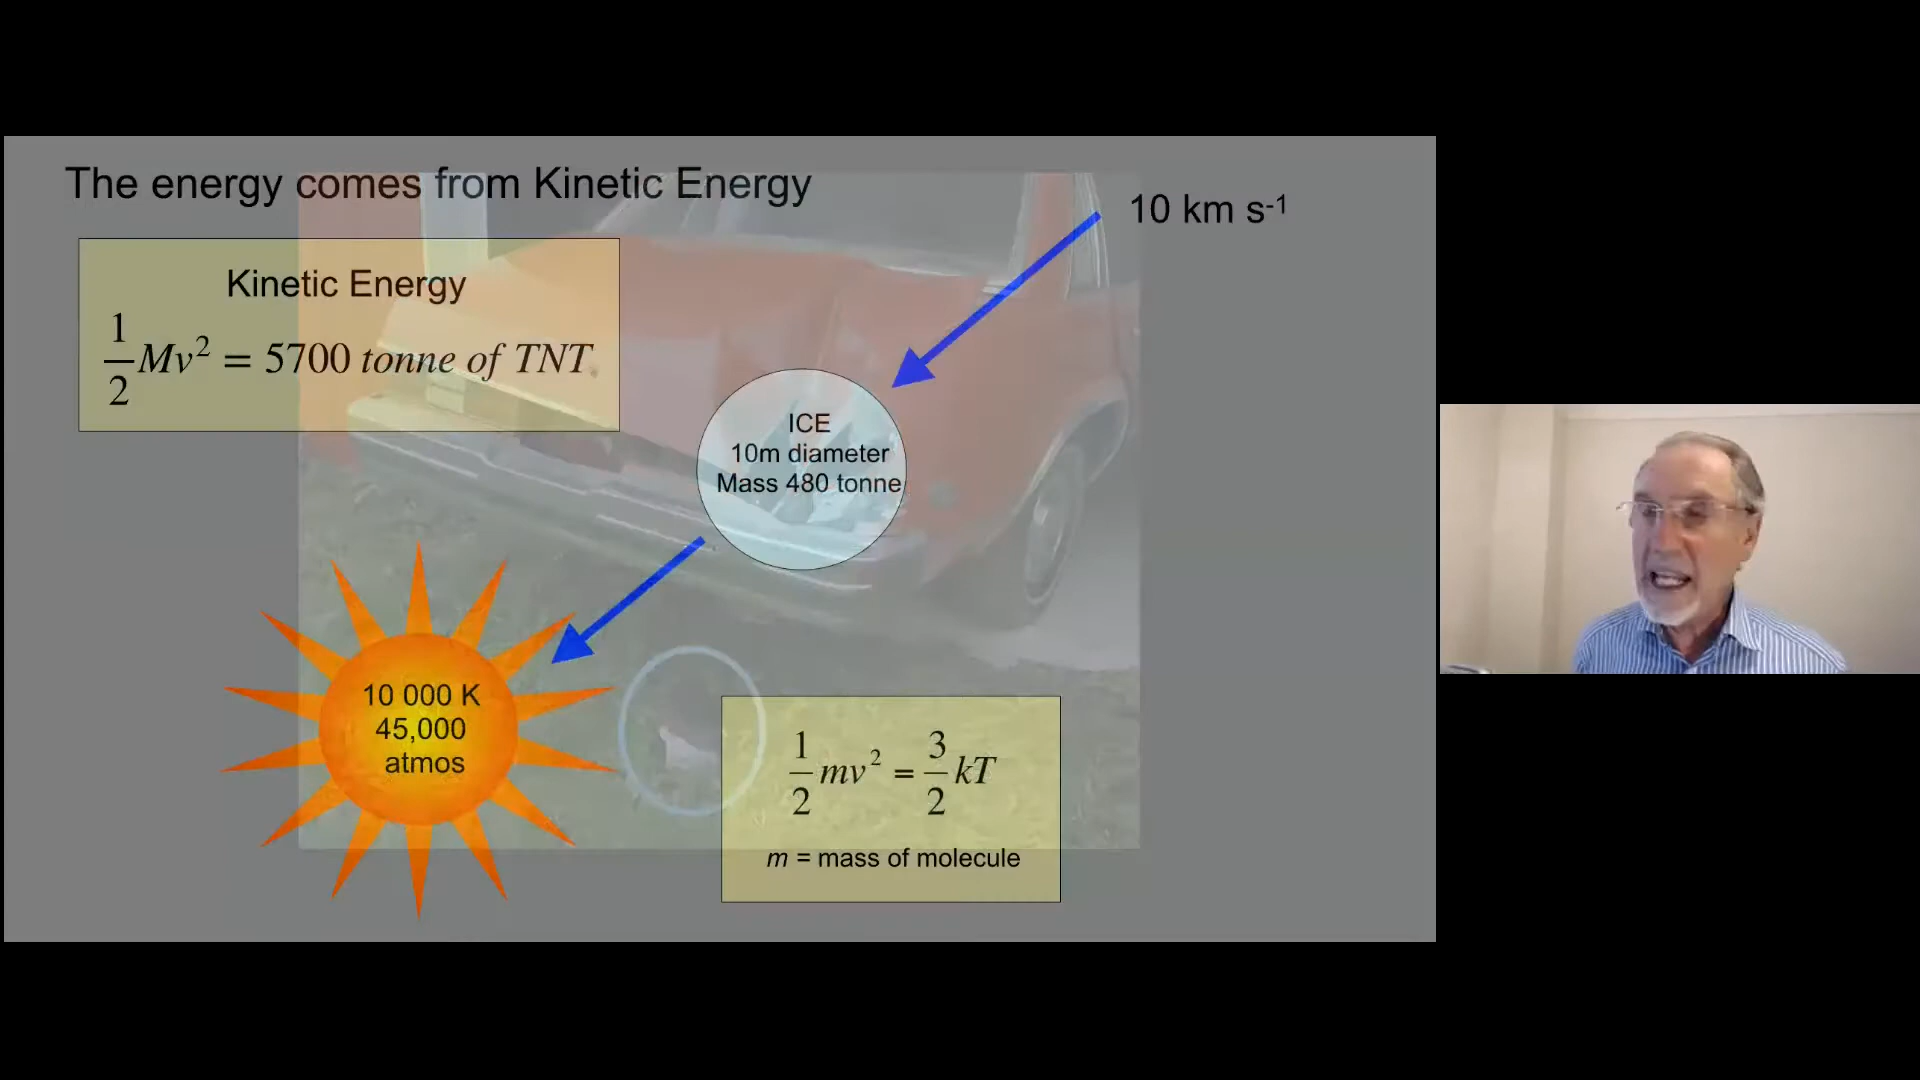 The energy comes from Kinetic Energy
10 km s-1
Kinetic Energy
1/2 Mv² = 5700 tonne of TNT.
ICE
10m diameter
Mass 480 tonne
10 000 K
45,000
atmos
1/2 mv² = 3/2 kT
m = mass of molecule